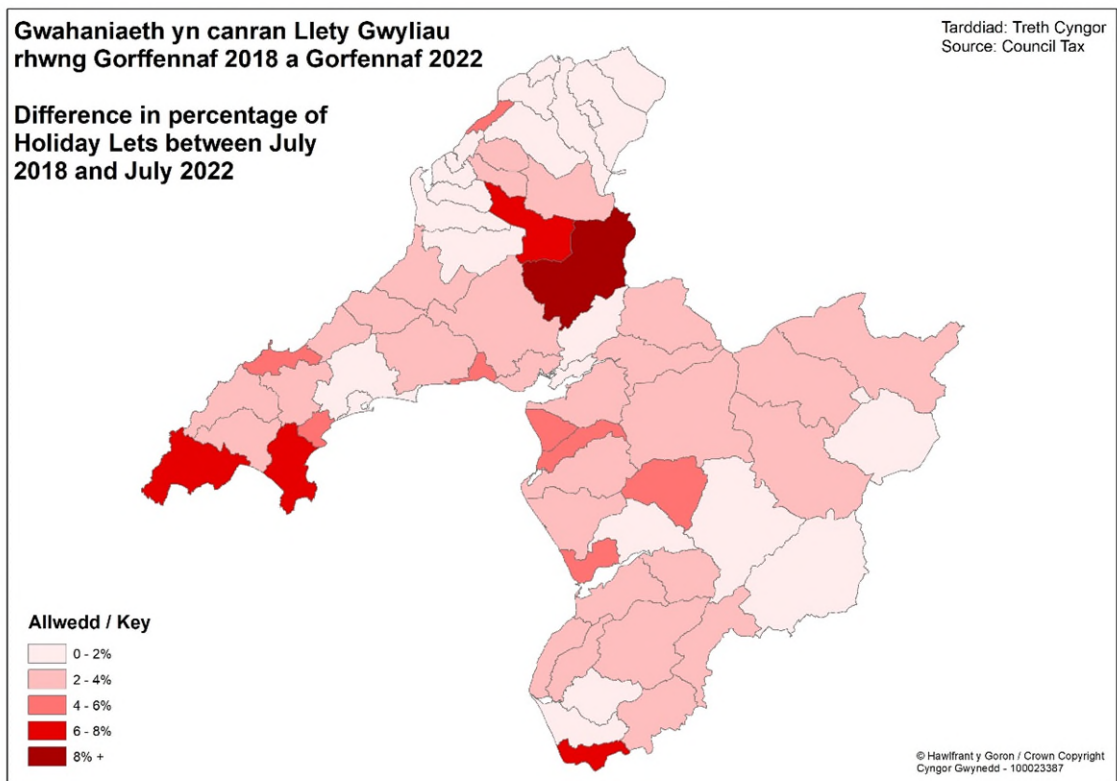 Gwahaniaeth yn canran Llety Gwyliau
rhwng Gorffennaf 2018 a Gorfennaf 2022
Difference in percentage of
Holiday Lets between July
2018 and July 2022
Tarddiad: Treth Cyngor
Source: Council Tax
Allwedd / Key
0 - 2%
2 - 4%
4 - 6%
6 - 8%
8% +
© Hawlfraint y Goron / Crown Copyright
Cyngor Gwynedd - 100023387